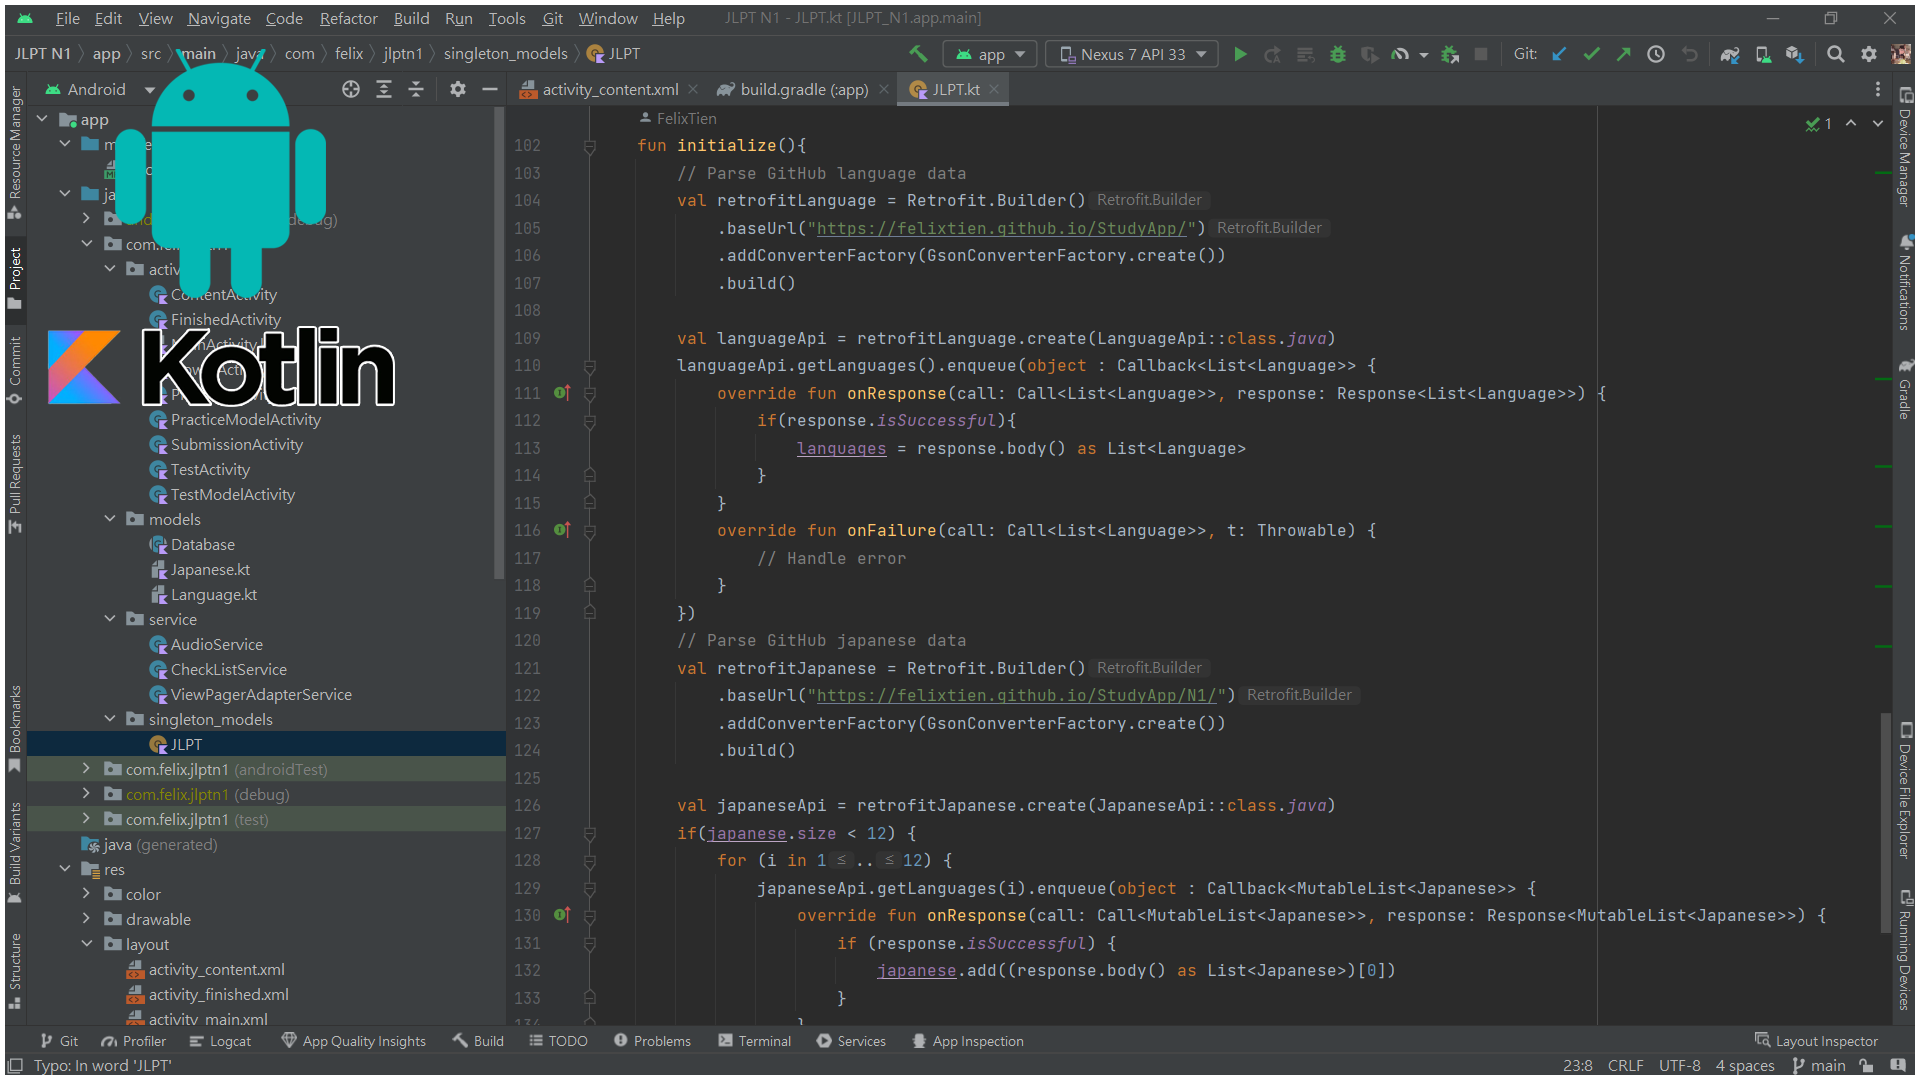 File Edit View Navigate Code Refactor Build Run Tools Git Window Help JLPT N1 - JLPT.kt [JLPT_N1.app.main]
JLPT N1 app src main java com felix jlptn1 singleton_models JLPT app Nexus 7 API 33 Git:
Android
activity_content.xml build.gradle (:app) JLPT.kt
Resource Manager
Project
Commit
Pull Requests
Bookmarks
Build Variants
Structure
app
com.felix.jlptn1
ContentActivity
FinishedActivity
PracticeModelActivity
SubmissionActivity
TestActivity
TestModelActivity
models
Database
Japanese.kt
Language.kt
service
AudioService
CheckListService
ViewPagerAdapterService
singleton_models
JLPT
com.felix.jlptn1 (androidTest)
com.felix.jlptn1 (debug)
com.felix.jlptn1 (test)
java (generated)
res
color
drawable
layout
activity_content.xml
activity_finished.xml
activity_main.xml
Kotlin
FelixTien
1
102 fun initialize(){
103 // Parse GitHub language data
104 val retrofitLanguage = Retrofit.Builder() Retrofit.Builder
105 .baseUrl("https://felixtien.github.io/StudyApp/") Retrofit.Builder
106 .addConverterFactory(GsonConverterFactory.create())
107 .build()
108
109 val languageApi = retrofitLanguage.create(LanguageApi::class.java)
110 languageApi.getLanguages().enqueue(object : Callback<List<Language>> {
111 override fun onResponse(call: Call<List<Language>>, response: Response<List<Language>>) {
112 if(response.isSuccessful){
113 languages = response.body() as List<Language>
114 }
115 }
116 override fun onFailure(call: Call<List<Language>>, t: Throwable) {
117 // Handle error
118 }
119 })
120 // Parse GitHub japanese data
121 val retrofitJapanese = Retrofit.Builder() Retrofit.Builder
122 .baseUrl("https://felixtien.github.io/StudyApp/N1/") Retrofit.Builder
123 .addConverterFactory(GsonConverterFactory.create())
124 .build()
125
126 val japaneseApi = retrofitJapanese.create(JapaneseApi::class.java)
127 if(japanese.size < 12) {
128 for (i in 1 ≤ .. ≤ 12) {
129 japaneseApi.getLanguages(i).enqueue(object : Callback<MutableList<Japanese>> {
130 override fun onResponse(call: Call<MutableList<Japanese>>, response: Response<MutableList<Japanese>>) {
131 if (response.isSuccessful) {
132 japanese.add((response.body() as List<Japanese>)[0])
133 }
134 }
Device Manager
Notifications
Gradle
Device File Explorer
Running Devices
Git Profiler Logcat App Quality Insights Build TODO Problems Terminal Services App Inspection Layout Inspector
Typo: In word 'JLPT' 23:8 CRLF UTF-8 4 spaces main